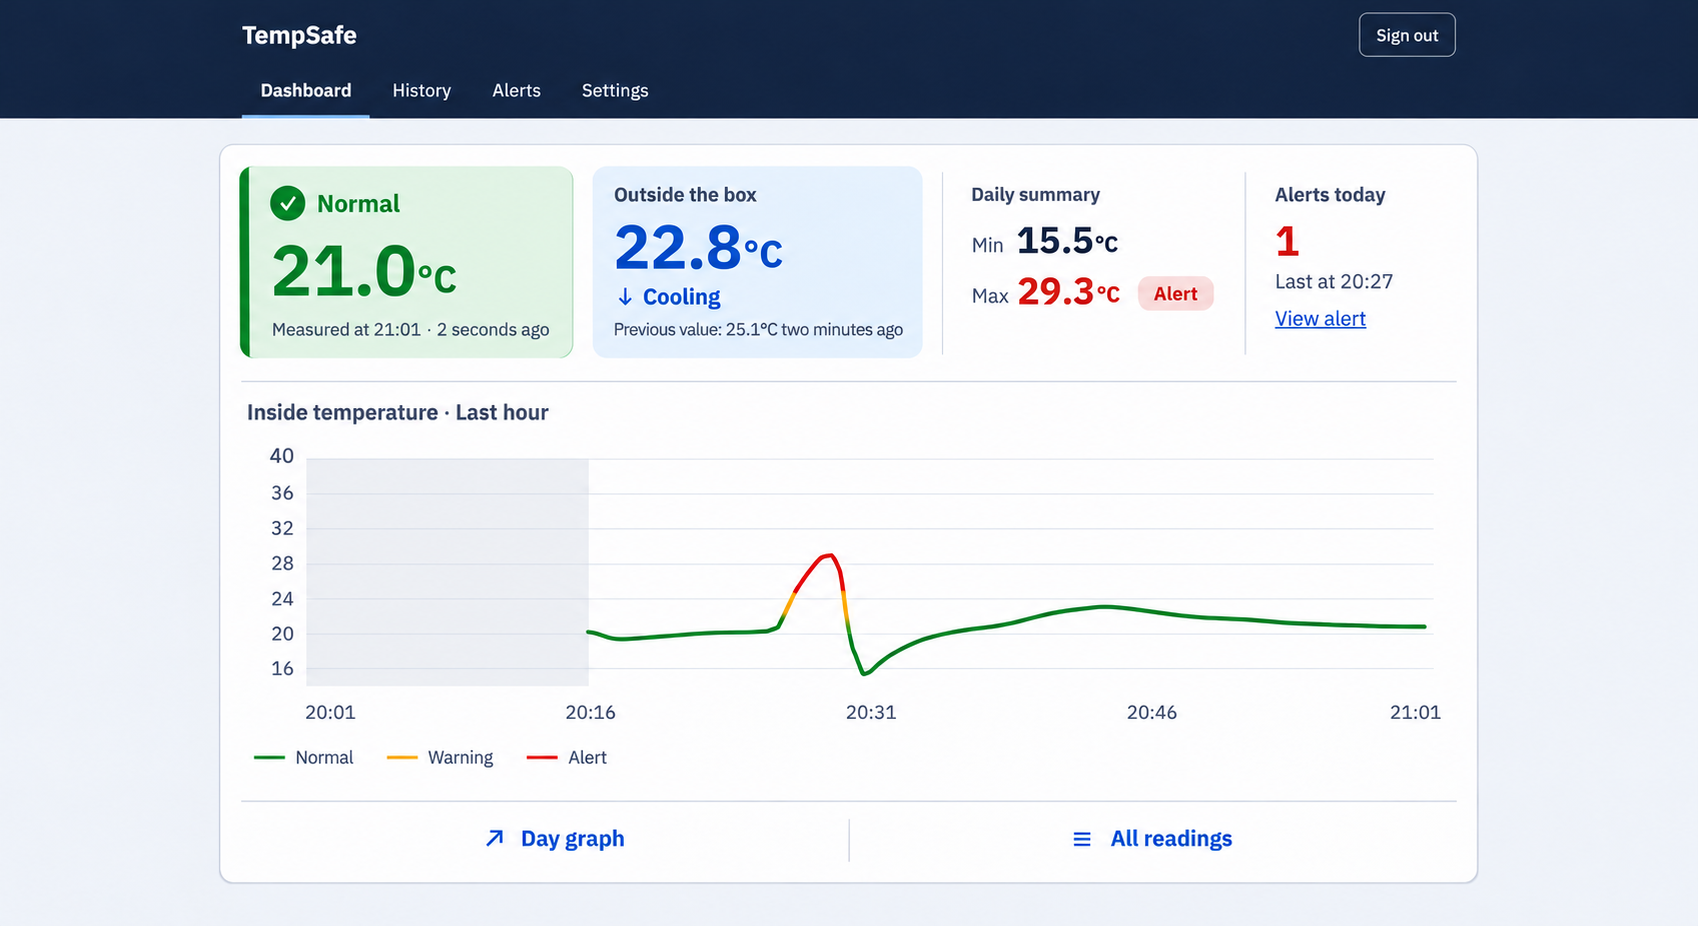 TempSafe
Sign out
Dashboard
History
Alerts
Settings
Normal
21.0°C
Measured at 21:01 · 2 seconds ago
Outside the box
22.8°C
↓ Cooling
Previous value: 25.1°C two minutes ago
Daily summary
Min 15.5°C
Max 29.3°C Alert
Alerts today
1
Last at 20:27
View alert
Inside temperature · Last hour
40
36
32
28
24
20
16
20:01 20:16 20:31 20:46 21:01
Normal Warning Alert
Day graph
All readings